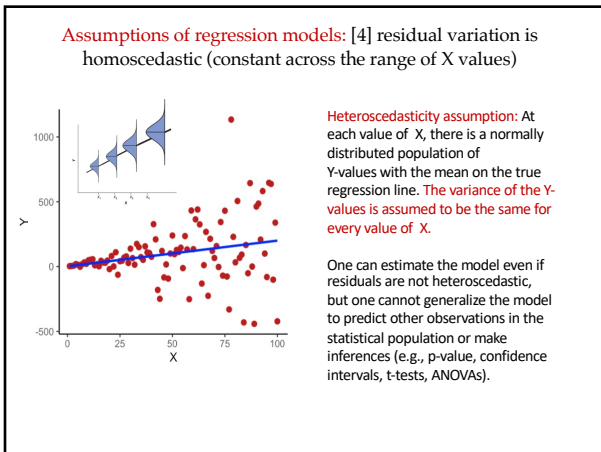 Assumptions of regression models: [4] residual variation is
homoscedastic (constant across the range of X values)
Heteroscedasticity assumption: At
each value of X, there is a normally
distributed population of
Y-values with the mean on the true
regression line. The variance of the Y-
values is assumed to be the same for
every value of X.
One can estimate the model even if
residuals are not heteroscedastic,
but one cannot generalize the model
to predict other observations in the
statistical population or make
inferences (e.g., p-value, confidence
intervals, t-tests, ANOVAs).
1000
500
0
-500
Y
0 25 50 75 100
X